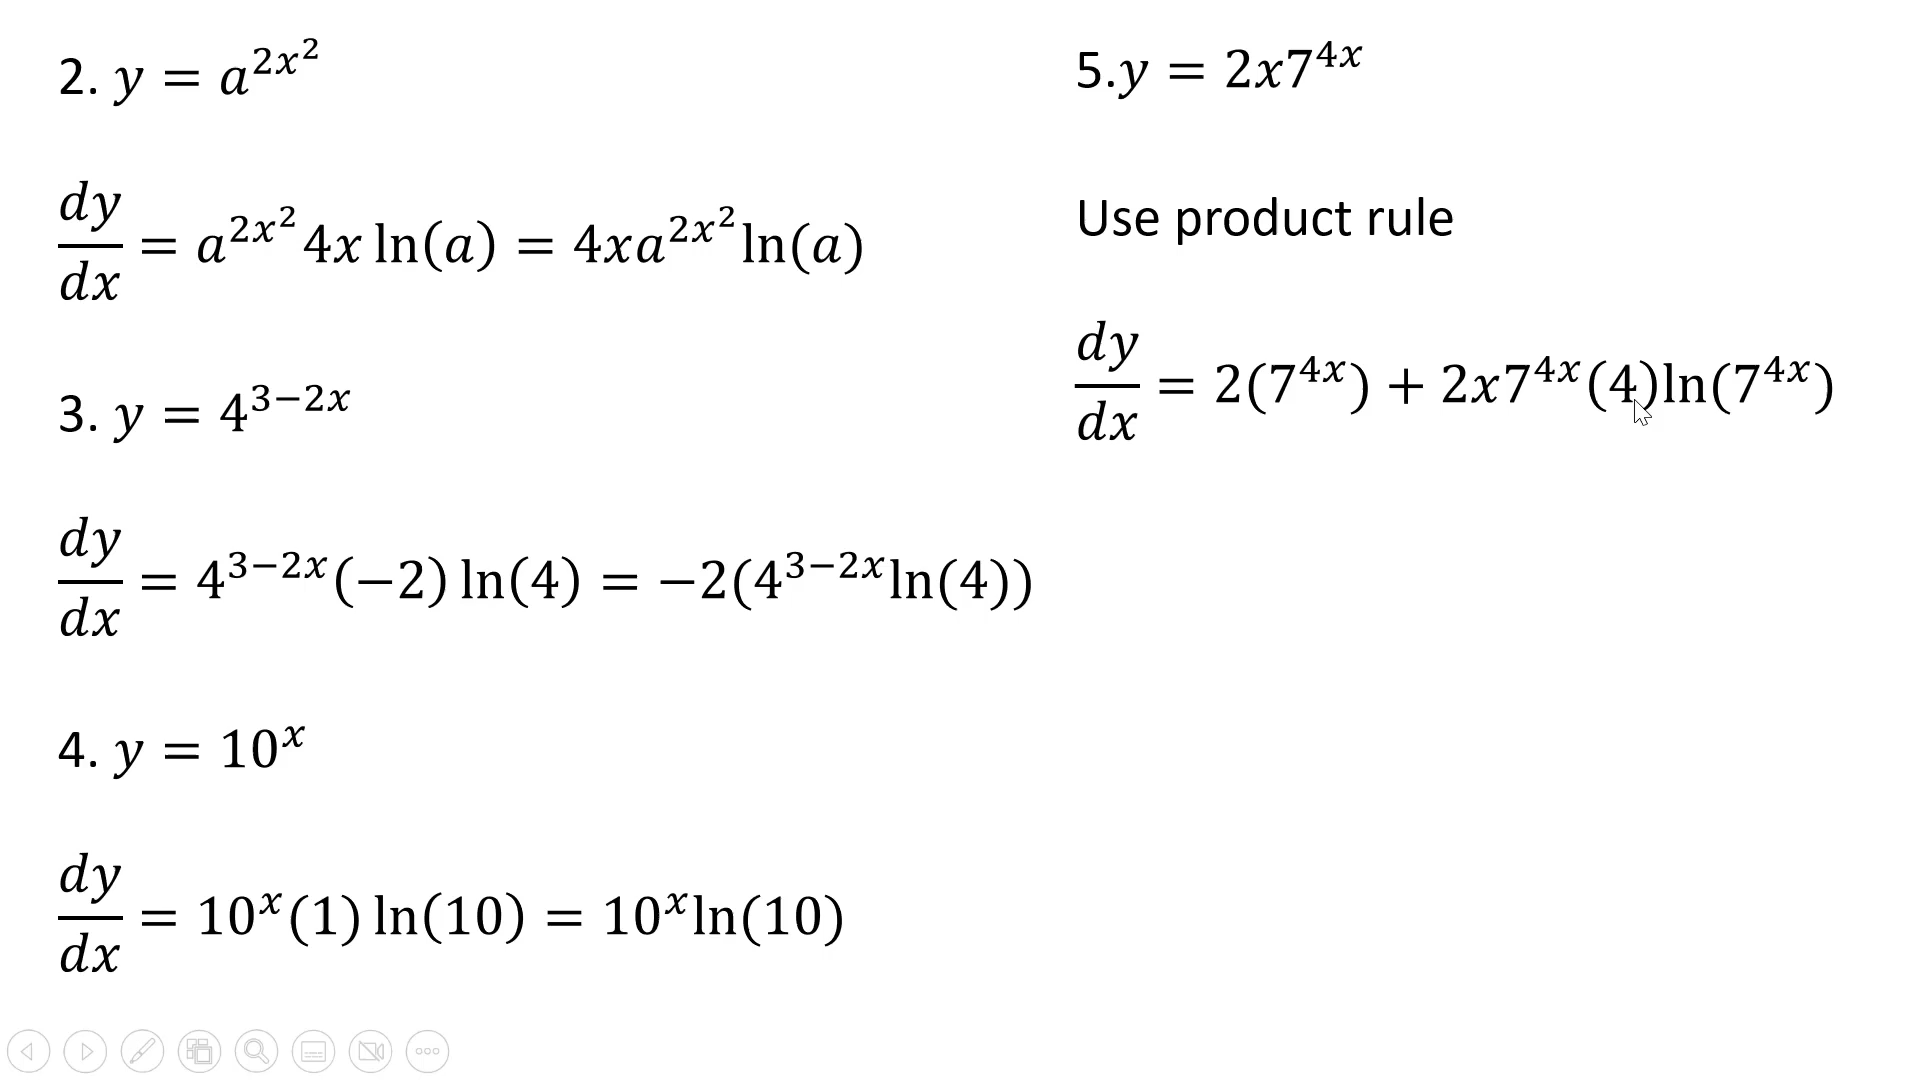 2. y = a^{2x^2}
dy/dx = a^{2x^2}4x ln(a) = 4xa^{2x^2}ln(a)
3. y = 4^{3−2x}
dy/dx = 4^{3−2x}(−2) ln(4) = −2(4^{3−2x}ln(4))
4. y = 10^x
dy/dx = 10^x(1) ln(10) = 10^xln(10)
5.y = 2x7^{4x}
Use product rule
dy/dx = 2(7^{4x}) + 2x7^{4x}(4)ln(7^{4x})